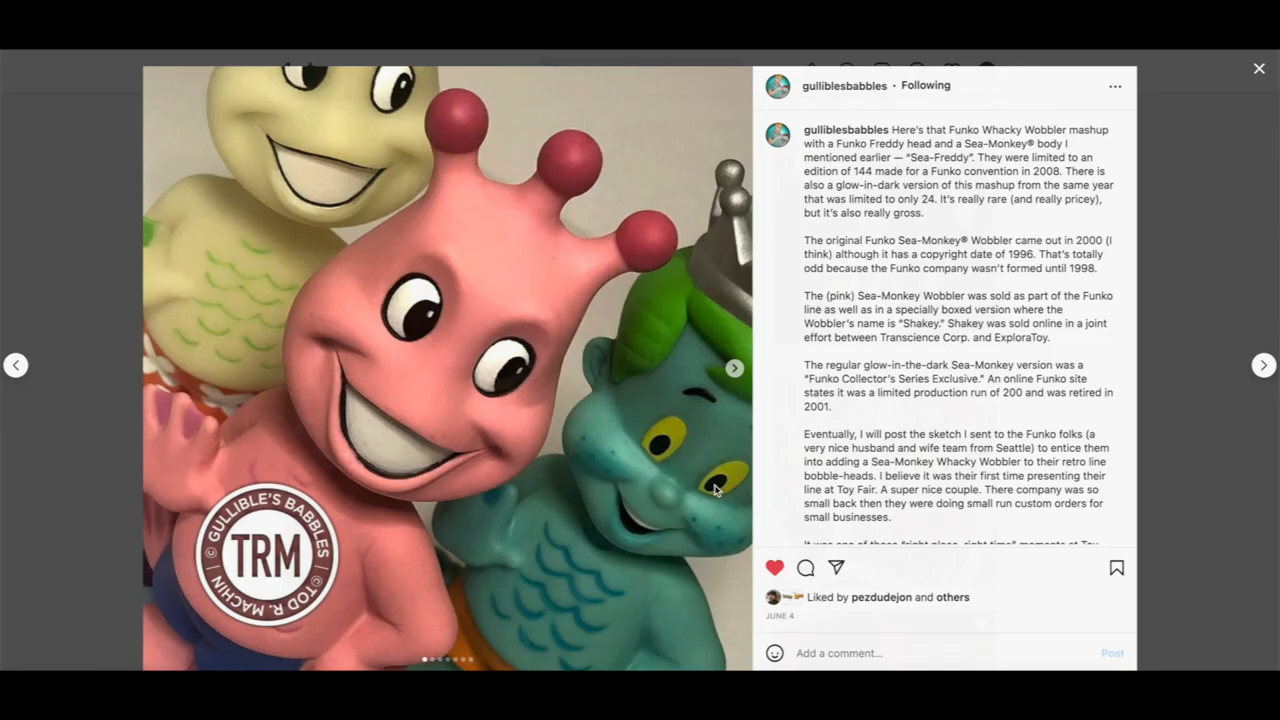 gulliblesbabbles • Following
gulliblesbabbles Here's that Funko Whacky Wobbler mashup
with a Funko Freddy head and a Sea-Monkey® body I
mentioned earlier — “Sea-Freddy”. They were limited to an
edition of 144 made for a Funko convention in 2008. There is
also a glow-in-dark version of this mashup from the same year
that was limited to only 24. It’s really rare (and really pricey),
but it’s also really gross.
The original Funko Sea-Monkey® Wobbler came out in 2000 (I
think) although it has a copyright date of 1996. That’s totally
odd because the Funko company wasn’t formed until 1998.
The (pink) Sea-Monkey Wobbler was sold as part of the Funko
line as well as in a specially boxed version where the
Wobbler’s name is “Shakey.” Shakey was sold online in a joint
effort between Transcience Corp. and ExploraToy.
The regular glow-in-the-dark Sea-Monkey version was a
“Funko Collector’s Series Exclusive.” An online Funko site
states it was a limited production run of 200 and was retired in
2001.
Eventually, I will post the sketch I sent to the Funko folks (a
very nice husband and wife team from Seattle) to entice them
into adding a Sea-Monkey Whacky Wobbler to their retro line
bobble-heads. I believe it was their first time presenting their
line at Toy Fair. A super nice couple. There company was so
small back then they were doing small run custom orders for
small businesses.
It was one of those “right place, right time” moments at Toy
Liked by pezdudejon and others
JUNE 4
Add a comment...
Post
© GULLIBLE'S BABBLES
TRM
© TOD R. MACHIN